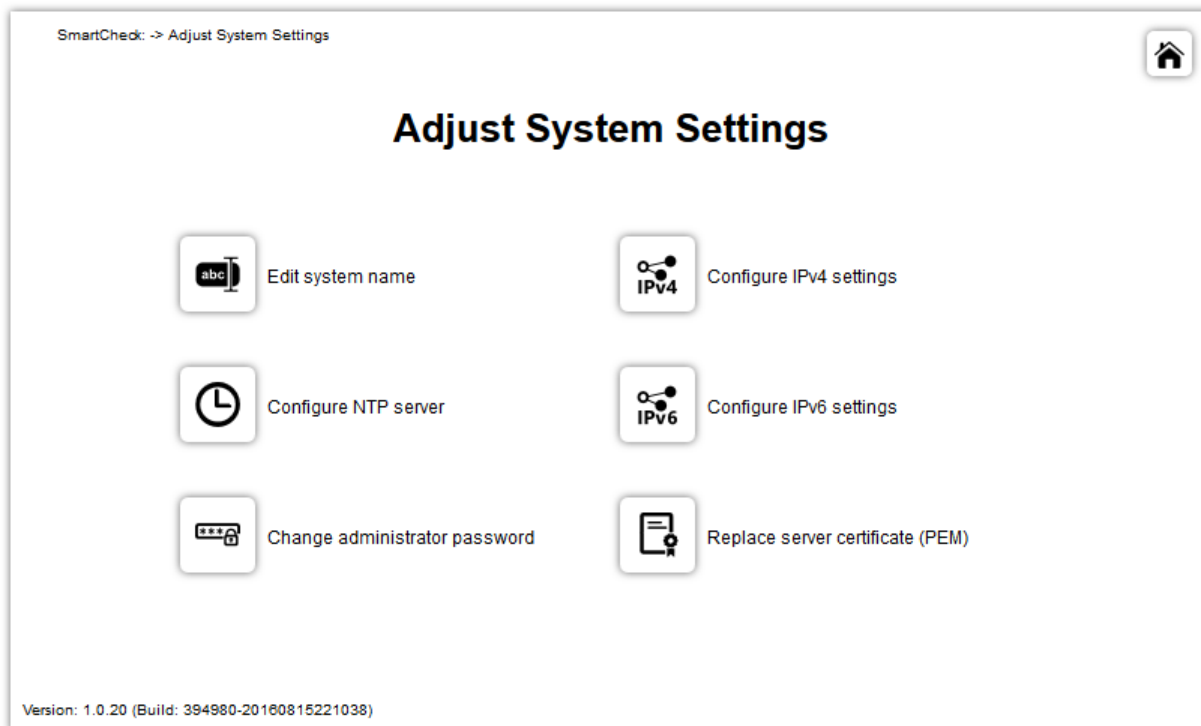 SmartCheck: -> Adjust System Settings
Adjust System Settings
abc
Edit system name
IPv4
Configure IPv4 settings
Configure NTP server
IPv6
Configure IPv6 settings
***
Change administrator password
Replace server certificate (PEM)
Version: 1.0.20 (Build: 394980-20160815221038)